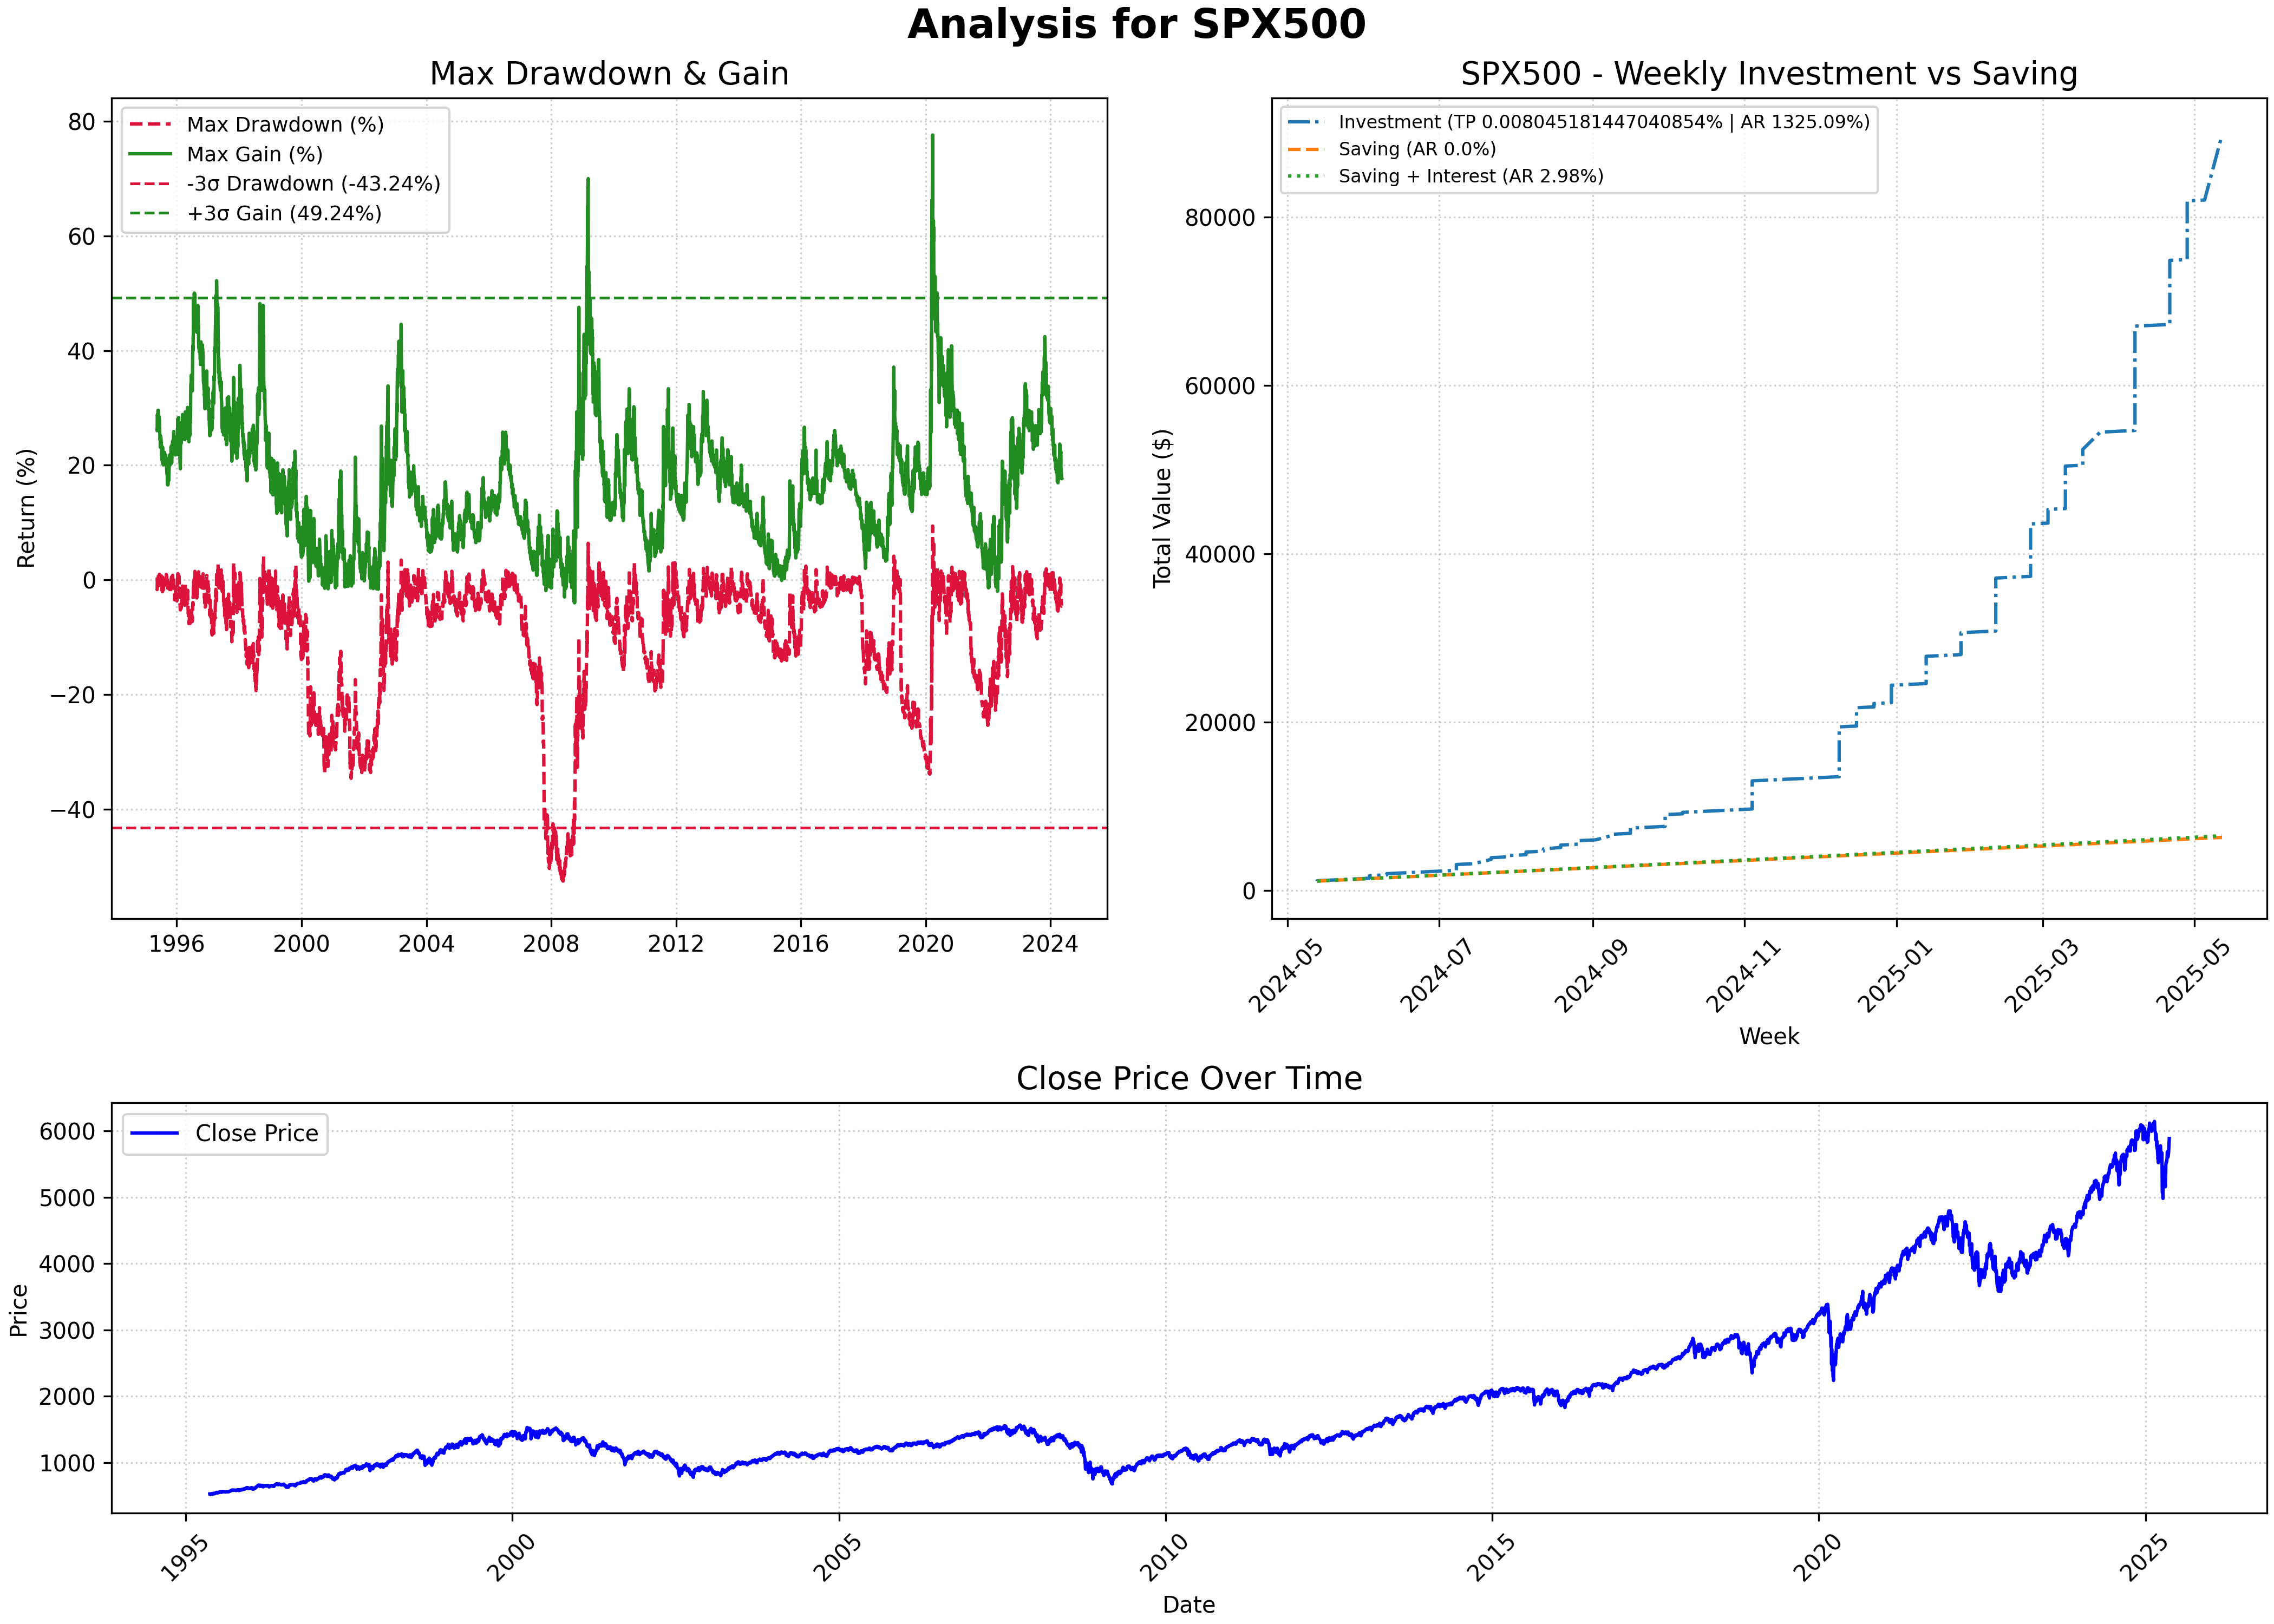 Analysis for SPX500
Max Drawdown & Gain
Max Drawdown (%)
Max Gain (%)
-3σ Drawdown (-43.24%)
+3σ Gain (49.24%)
Return (%)
80
60
40
20
0
−20
−40
1996 2000 2004 2008 2012 2016 2020 2024
SPX500 - Weekly Investment vs Saving
Investment (TP 0.008045181447040854% | AR 1325.09%)
Saving (AR 0.0%)
Saving + Interest (AR 2.98%)
Total Value ($)
80000
60000
40000
20000
0
2024-05 2024-07 2024-09 2024-11 2025-01 2025-03 2025-05
Week
Close Price Over Time
Close Price
Price
6000
5000
4000
3000
2000
1000
1995 2000 2005 2010 2015 2020 2025
Date